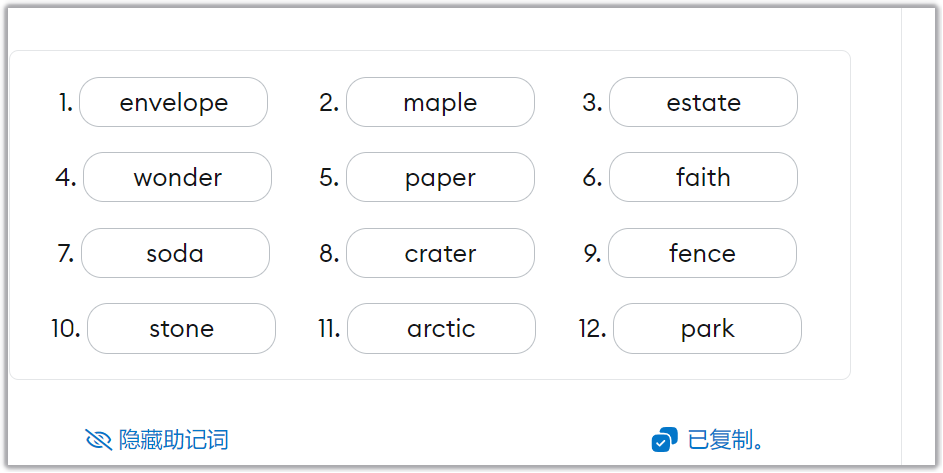 1. envelope 2. maple 3. estate
4. wonder 5. paper 6. faith
7. soda 8. crater 9. fence
10. stone 11. arctic 12. park
隐藏助记词 已复制。